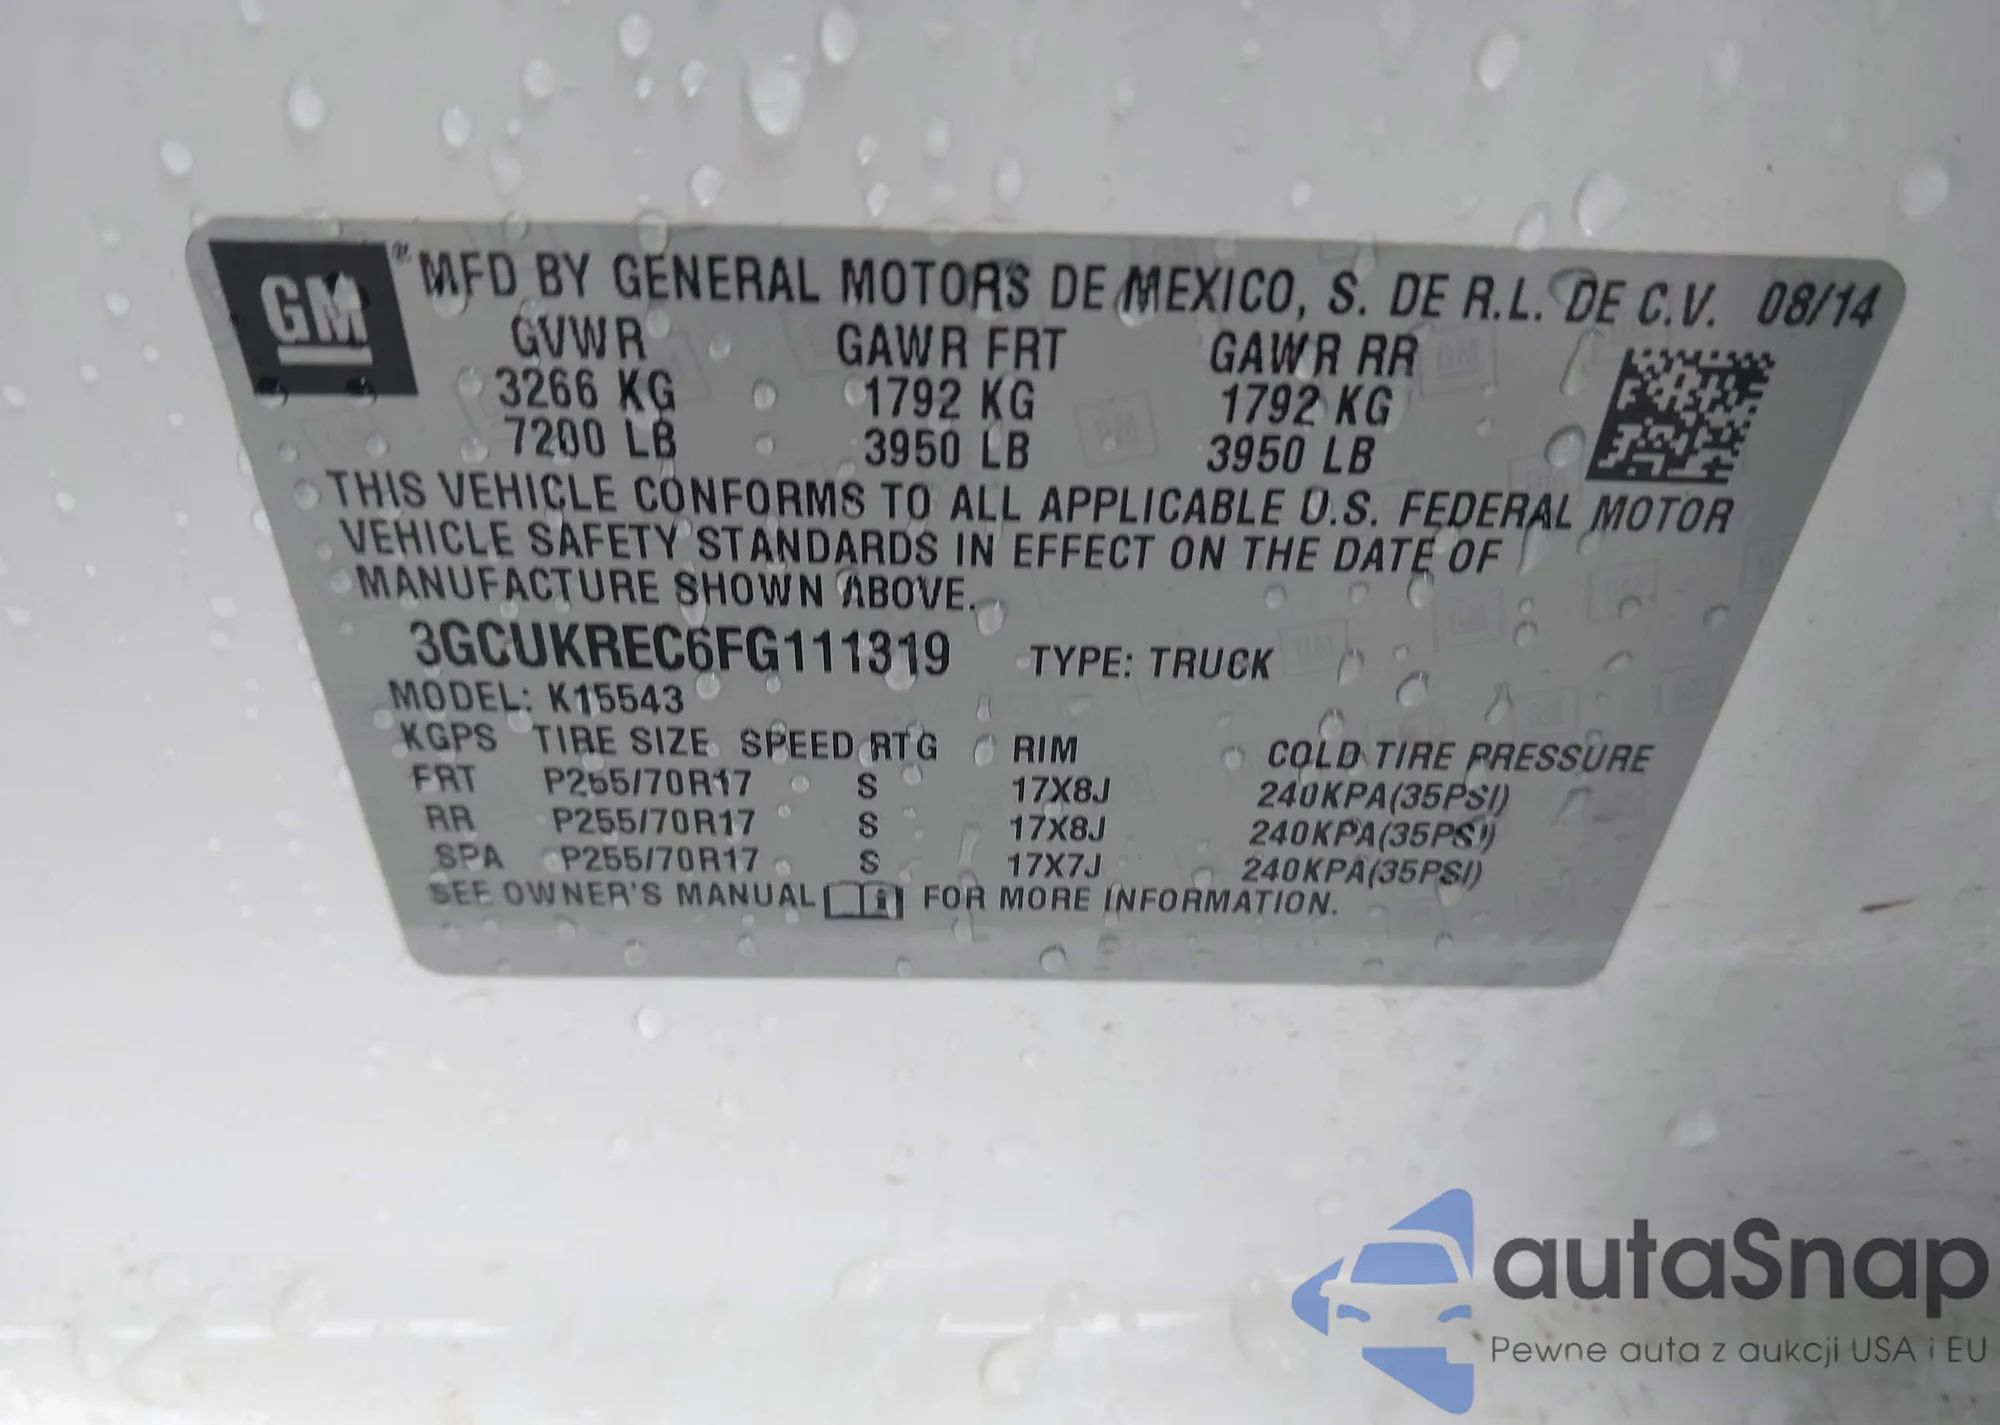 GM ® MFD BY GENERAL MOTORS DE MEXICO, S. DE R.L. DE C.V. 08/14
GVWR GAWR FRT GAWR RR
3266 KG 1792 KG 1792 KG
7200 LB 3950 LB 3950 LB
THIS VEHICLE CONFORMS TO ALL APPLICABLE U.S. FEDERAL MOTOR
VEHICLE SAFETY STANDARDS IN EFFECT ON THE DATE OF
MANUFACTURE SHOWN ABOVE.
3GCUKREC6FG111319 TYPE: TRUCK
MODEL: K15543
KGPS TIRE SIZE SPEED RTG RIM COLD TIRE PRESSURE
FRT P255/70R17 S 17X8J 240KPA(35PSI)
RR P255/70R17 S 17X8J 240KPA(35PSI)
SPA P255/70R17 S 17X7J 240KPA(35PSI)
SEE OWNER'S MANUAL FOR MORE INFORMATION.
autaSnap
Pewne auta z aukcji USA i EU